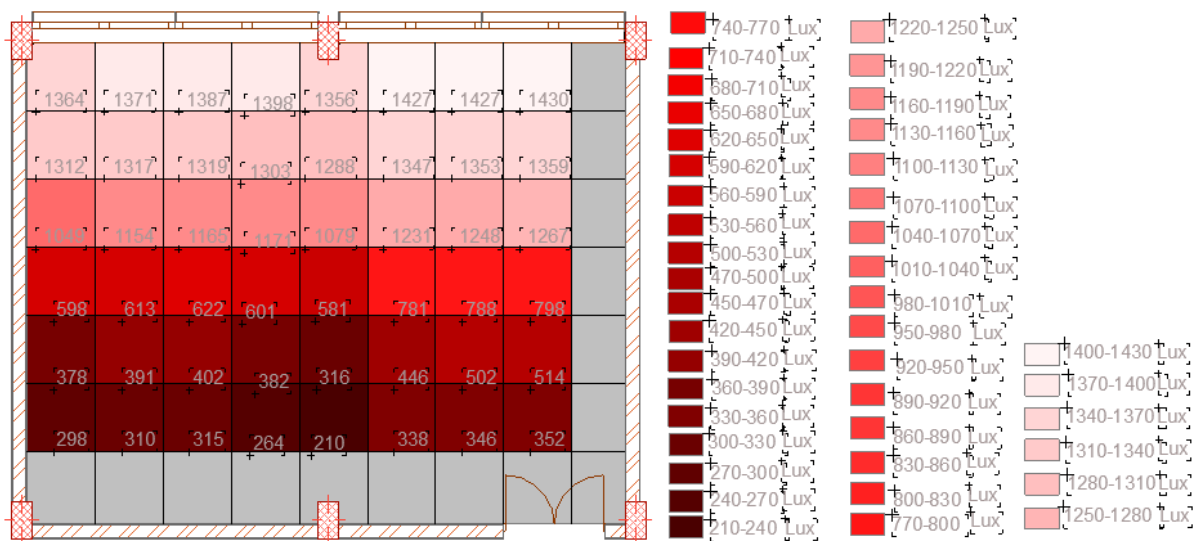 1364 1371 1387 1398 1356 1427 1427 1430
1312 1317 1319 1303 1288 1347 1353 1359
1049 1154 1165 1171 1079 1231 1248 1267
598 613 622 601 581 781 788 798
378 391 402 382 316 446 502 514
298 310 315 264 210 338 346 352
740-770 Lux
710-740 Lux
680-710 Lux
650-680 Lux
620-650 Lux
590-620 Lux
560-590 Lux
530-560 Lux
500-530 Lux
470-500 Lux
450-470 Lux
420-450 Lux
390-420 Lux
360-390 Lux
330-360 Lux
300-330 Lux
270-300 Lux
240-270 Lux
210-240 Lux
1220-1250 Lux
1190-1220 Lux
1160-1190 Lux
1130-1160 Lux
1100-1130 Lux
1070-1100 Lux
1040-1070 Lux
1010-1040 Lux
980-1010 Lux
950-980 Lux
920-950 Lux
890-920 Lux
860-890 Lux
830-860 Lux
800-830 Lux
770-800 Lux
1400-1430 Lux
1370-1400 Lux
1340-1370 Lux
1310-1340 Lux
1280-1310 Lux
1250-1280 Lux